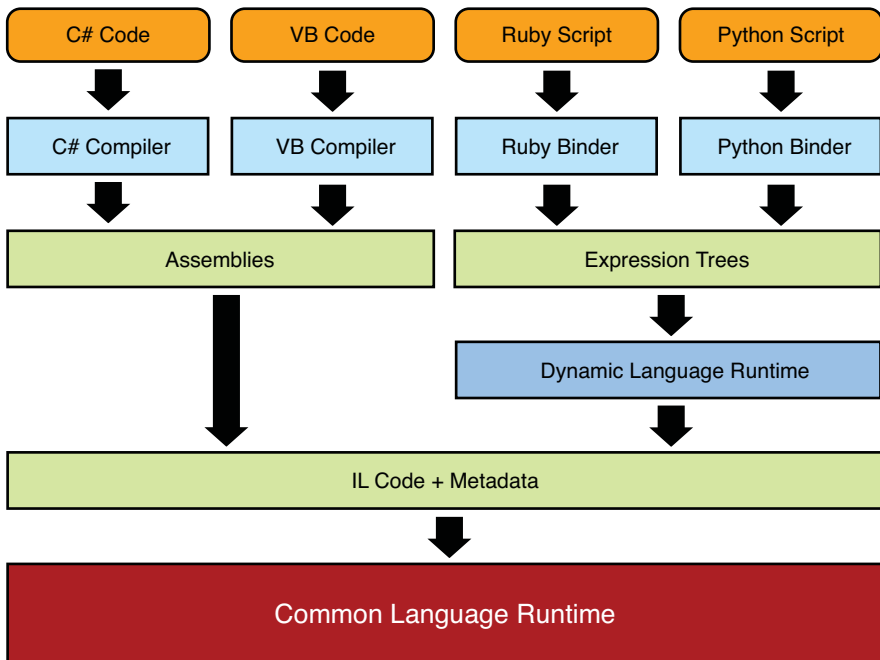 C# Code
VB Code
Ruby Script
Python Script
C# Compiler
VB Compiler
Ruby Binder
Python Binder
Assemblies
Expression Trees
Dynamic Language Runtime
IL Code + Metadata
Common Language Runtime